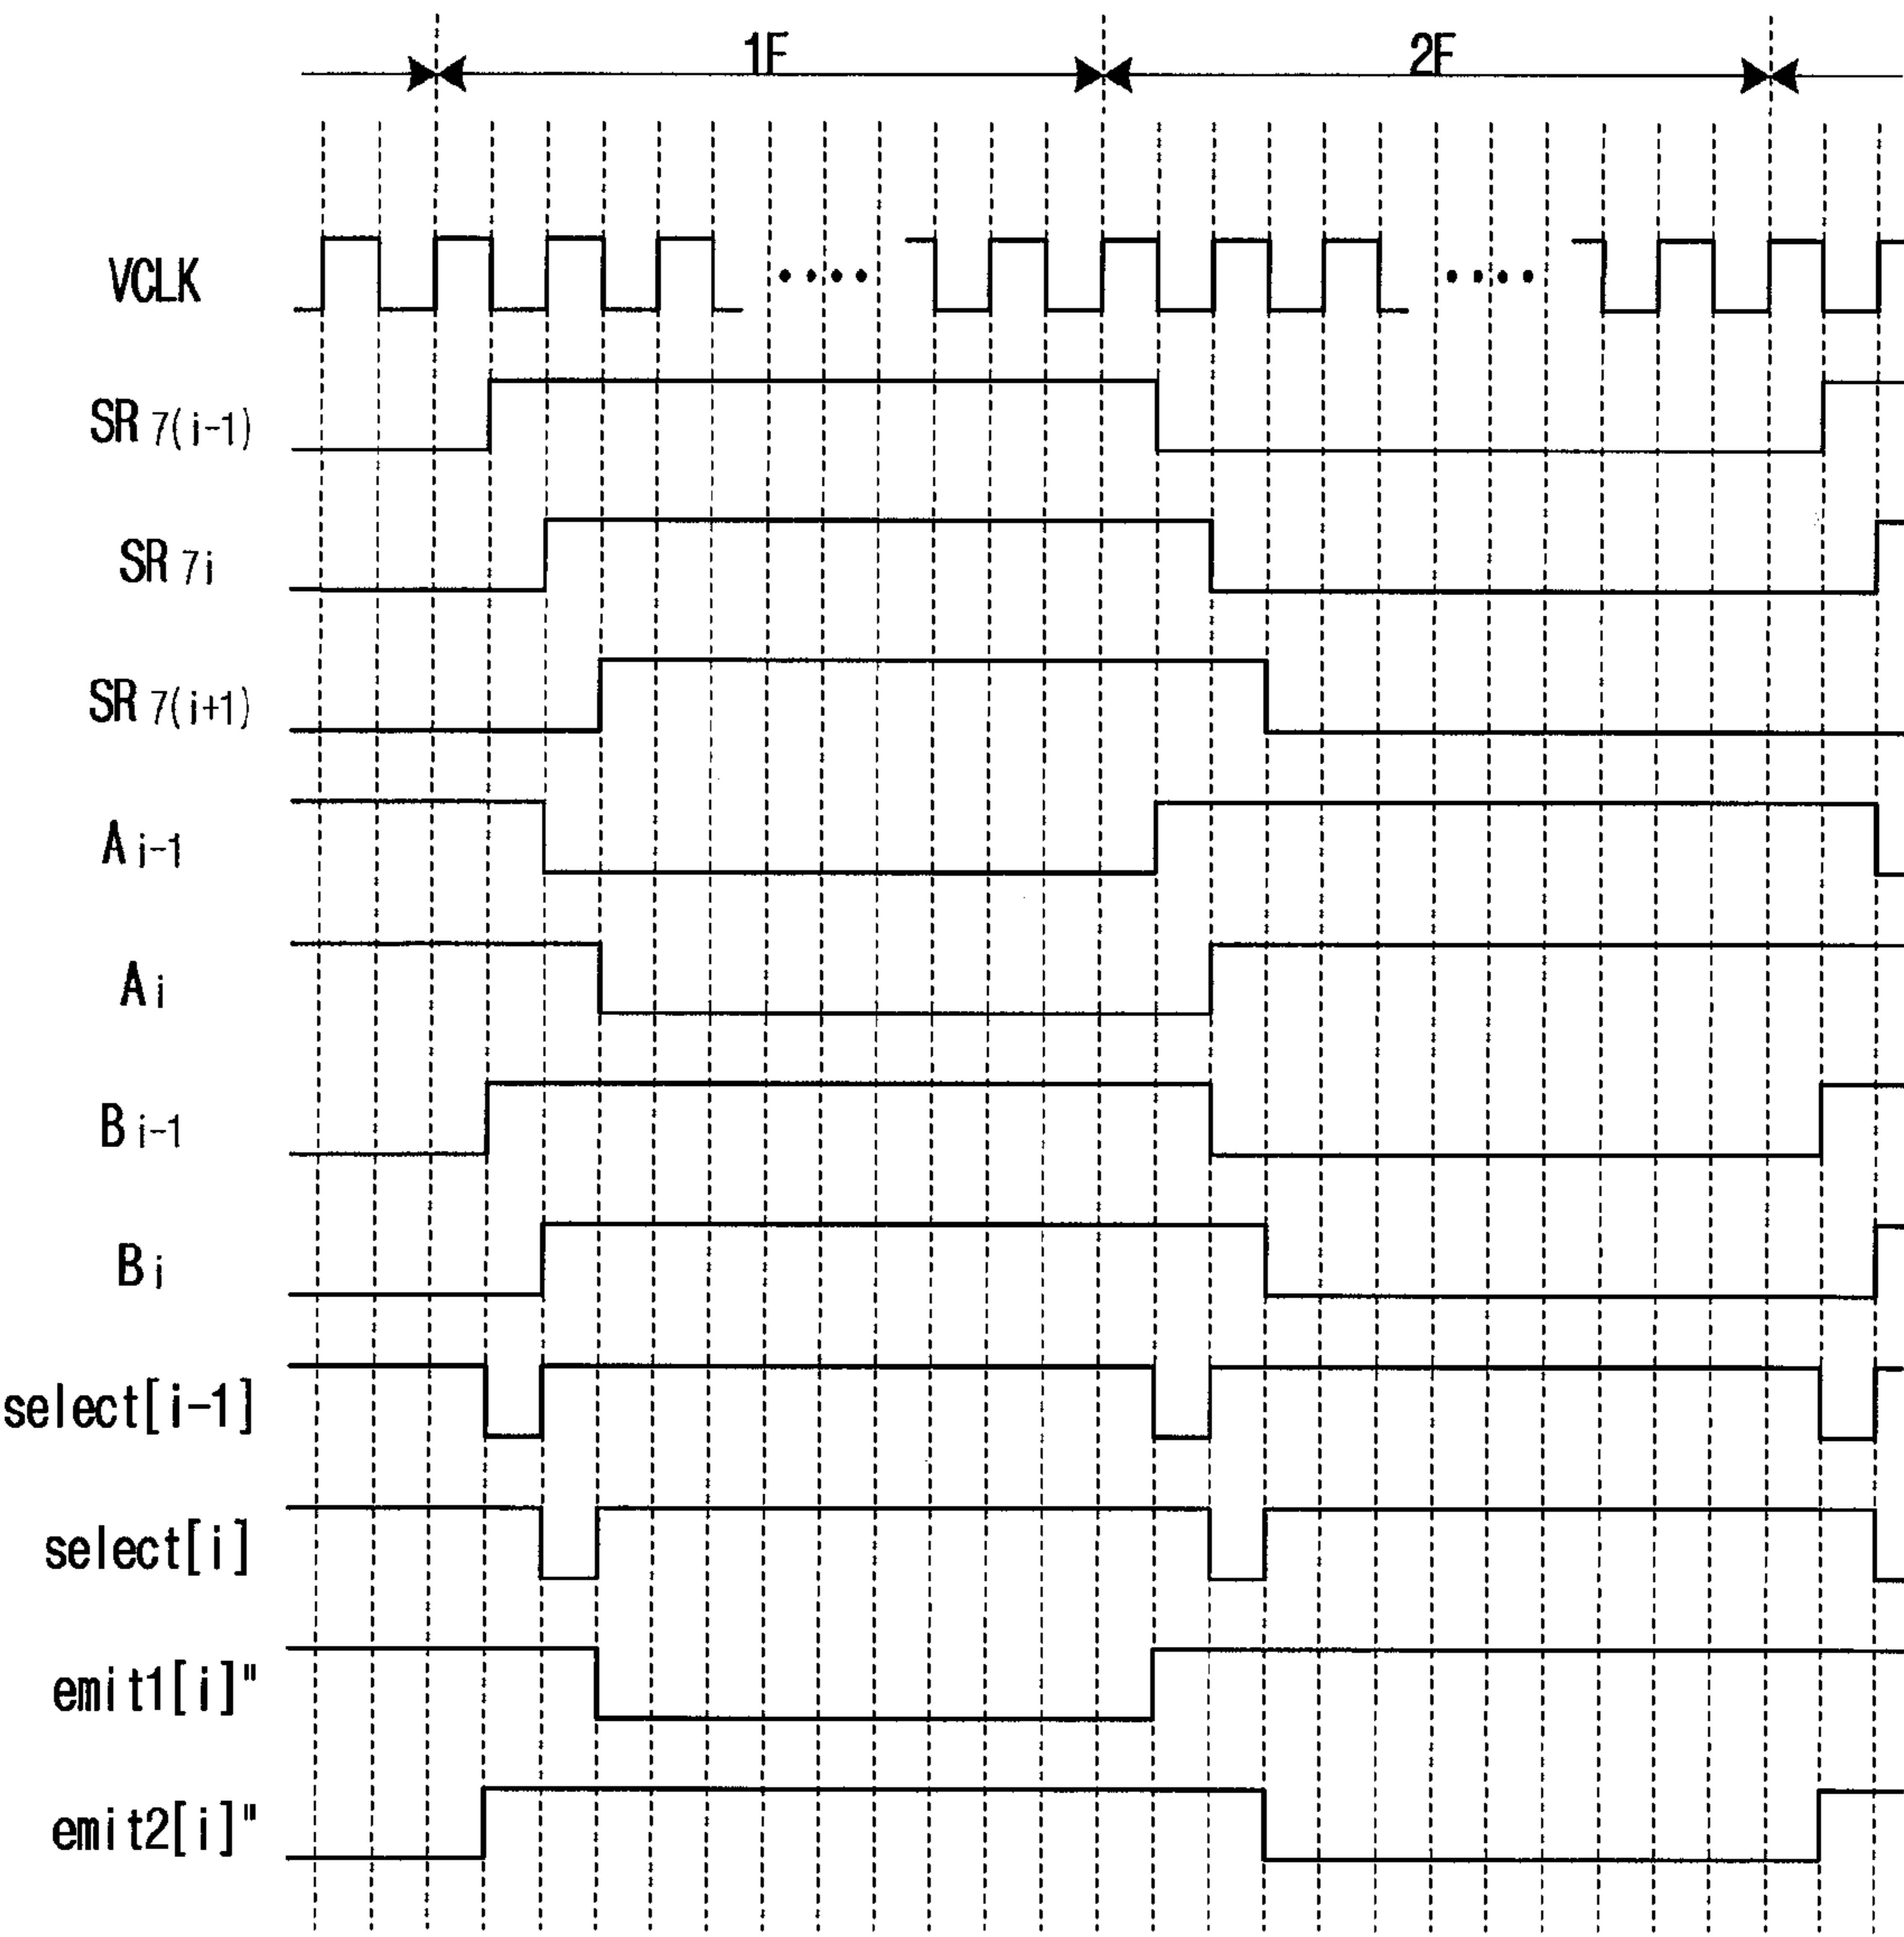 1F
2F
VCLK
SR 7(i-1)
SR 7i
SR 7(i+1)
A i-1
A i
B i-1
B i
select[i-1]
select[i]
emit1[i]"
emit2[i]"